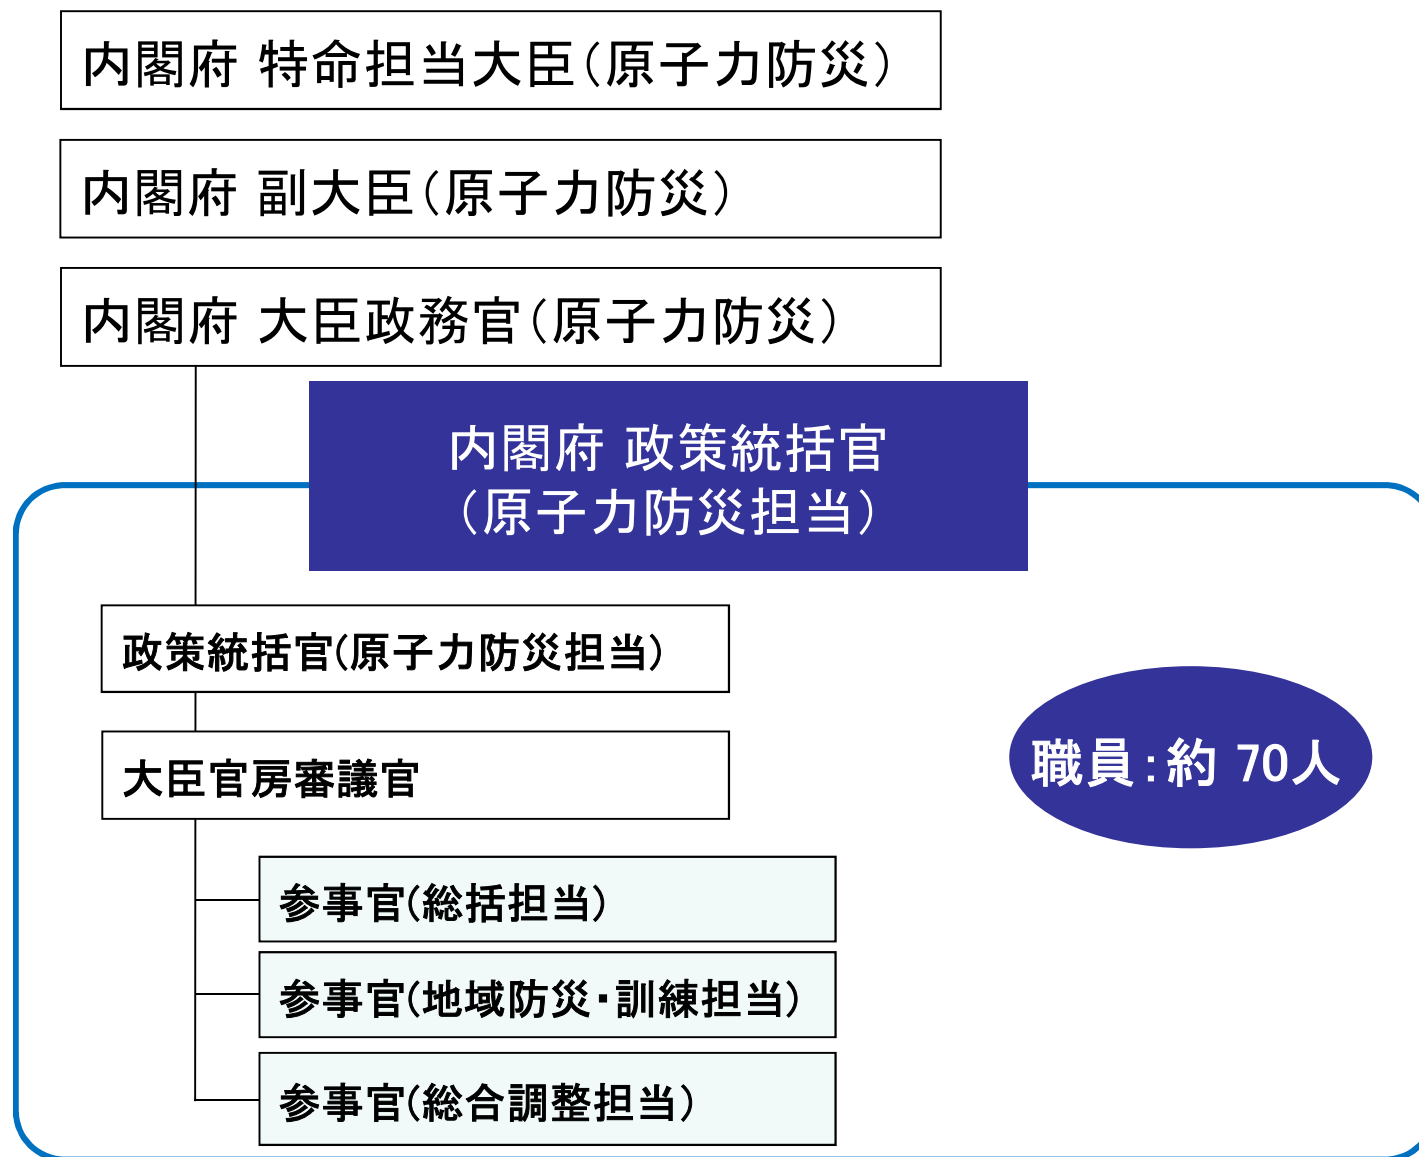 内閣府 特命担当大臣（原子力防災）
内閣府 副大臣（原子力防災）
内閣府 大臣政務官（原子力防災）
内閣府 政策統括官
（原子力防災担当）
政策統括官(原子力防災担当)
大臣官房審議官
職員：約 70人
参事官(総括担当)
参事官(地域防災・訓練担当)
参事官(総合調整担当)